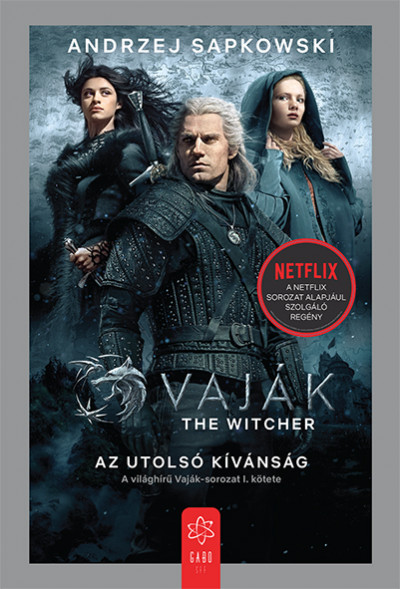 ANDRZEJ SAPKOWSKI
NETFLIX
A NETFLIX
SOROZAT ALAPJÁUL
SZOLGÁLÓ
REGÉNY
VAJÁK
THE WITCHER
AZ UTOLSÓ KÍVÁNSÁG
A világhírű Vaják-sorozat I. kötete
GABO
SFF